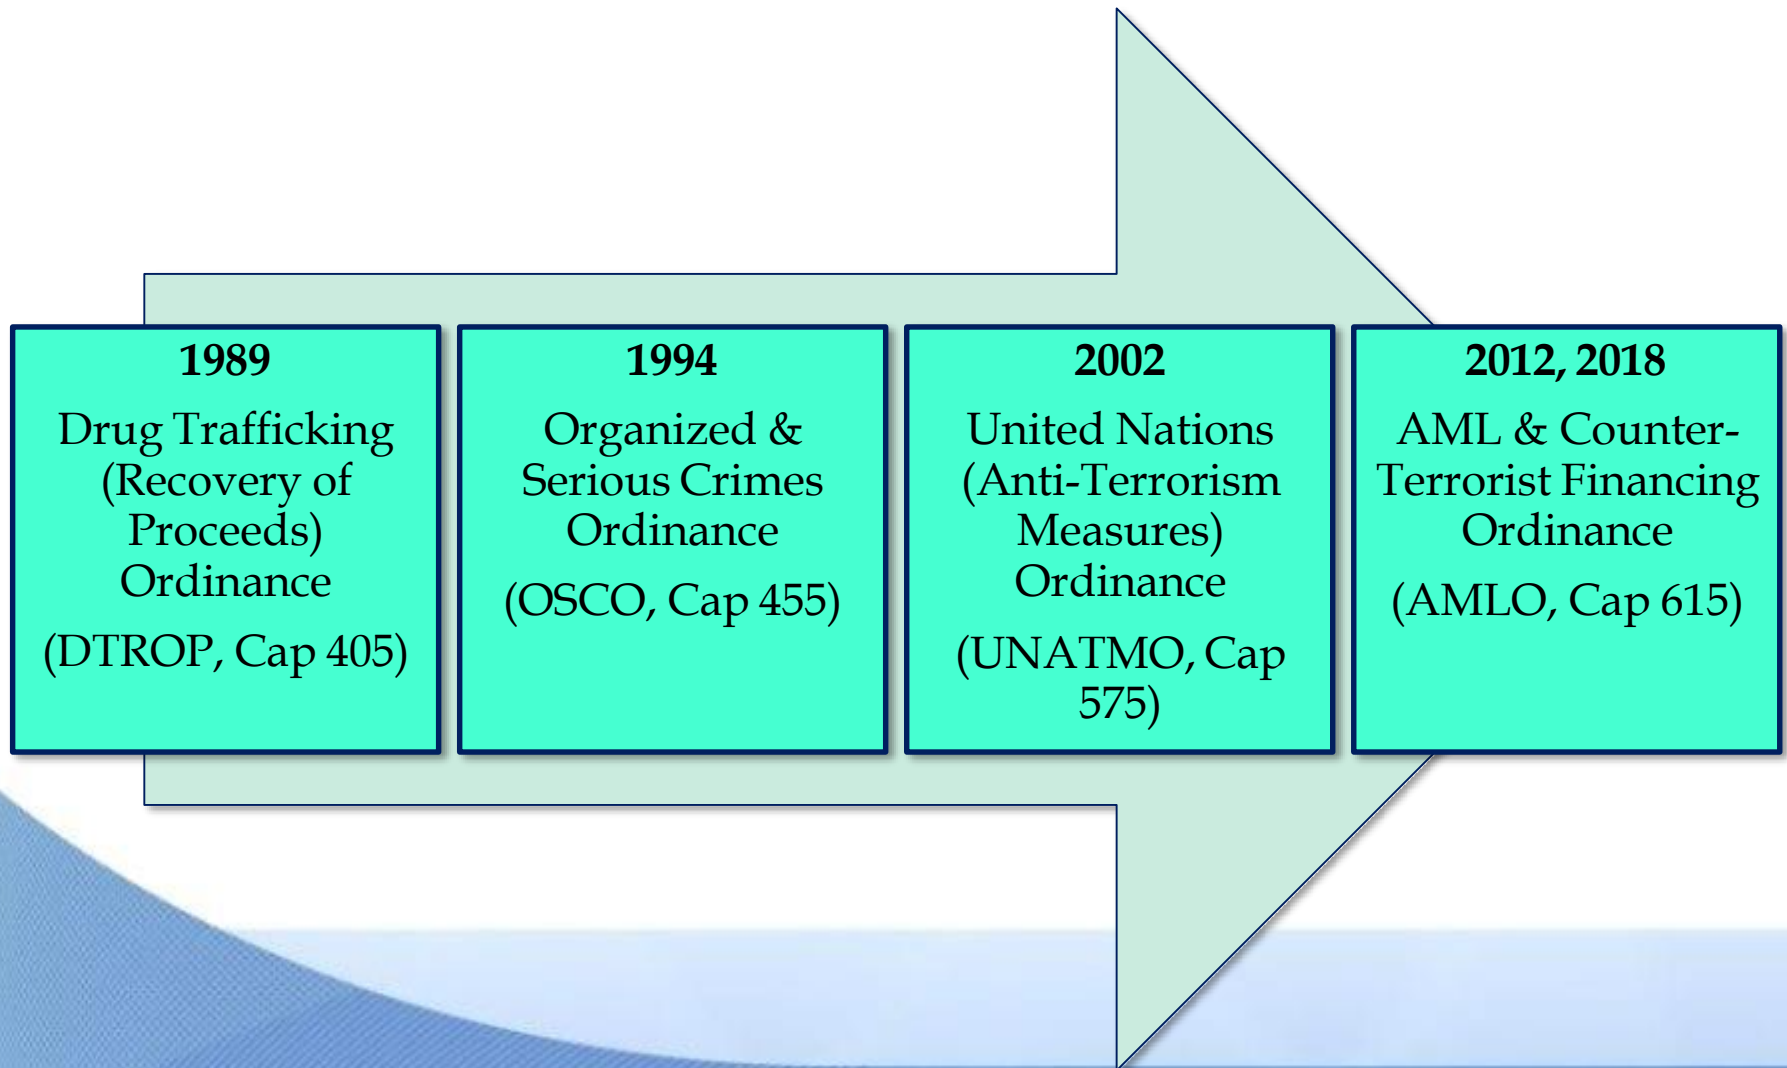 1989
Drug Trafficking
(Recovery of
Proceeds)
Ordinance
(DTROP, Cap 405)
1994
Organized &
Serious Crimes
Ordinance
(OSCO, Cap 455)
2002
United Nations
(Anti-Terrorism
Measures)
Ordinance
(UNATMO, Cap
575)
2012, 2018
AML & Counter-
Terrorist Financing
Ordinance
(AMLO, Cap 615)